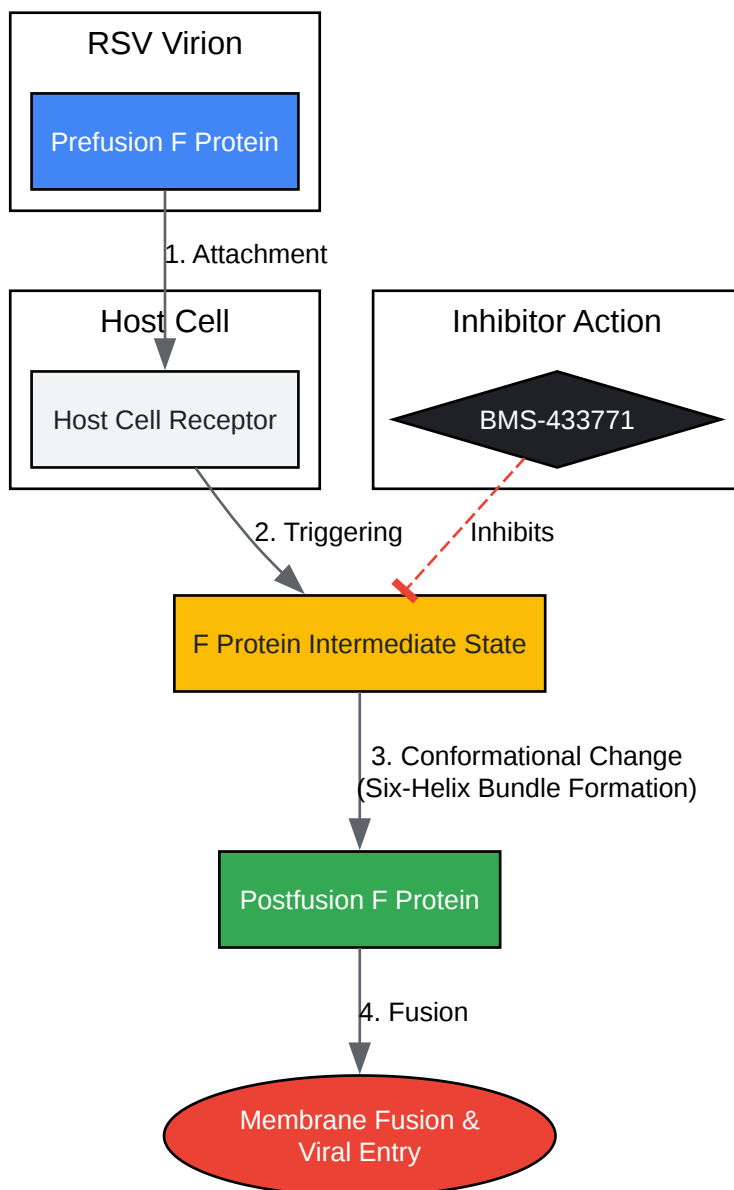 RSV Virion
Prefusion F Protein
1. Attachment
Host Cell
Host Cell Receptor
Inhibitor Action
BMS-433771
2. Triggering
Inhibits
F Protein Intermediate State
3. Conformational Change
(Six-Helix Bundle Formation)
Postfusion F Protein
4. Fusion
Membrane Fusion &
Viral Entry